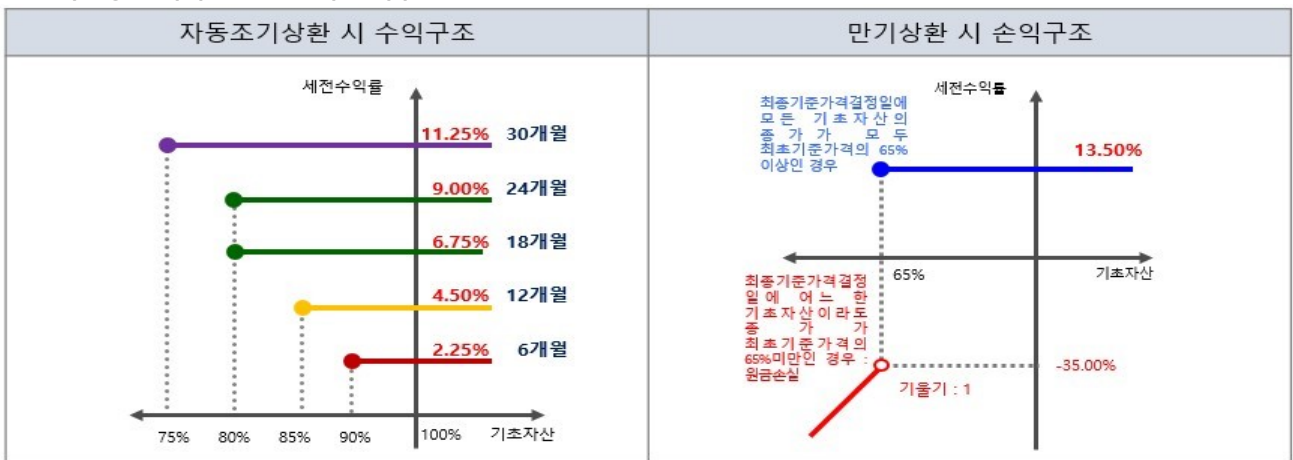 자동조기상환 시 수익구조
만기상환 시 손익구조
세전수익률
11.25% 30개월
9.00% 24개월
6.75% 18개월
4.50% 12개월
2.25% 6개월
75% 80% 85% 90% 100% 기초자산
세전수익률
최종기준가격결정일에
모든 기초자산의
종가가 모두
최초기준가격의 65%
이상인 경우
13.50%
65%
기초자산
최종기준가격결정
일에 어느 한
기초자산이라도
종가가
최초기준가격의
65%미만인 경우 :
원금손실
-35.00%
기울기 : 1